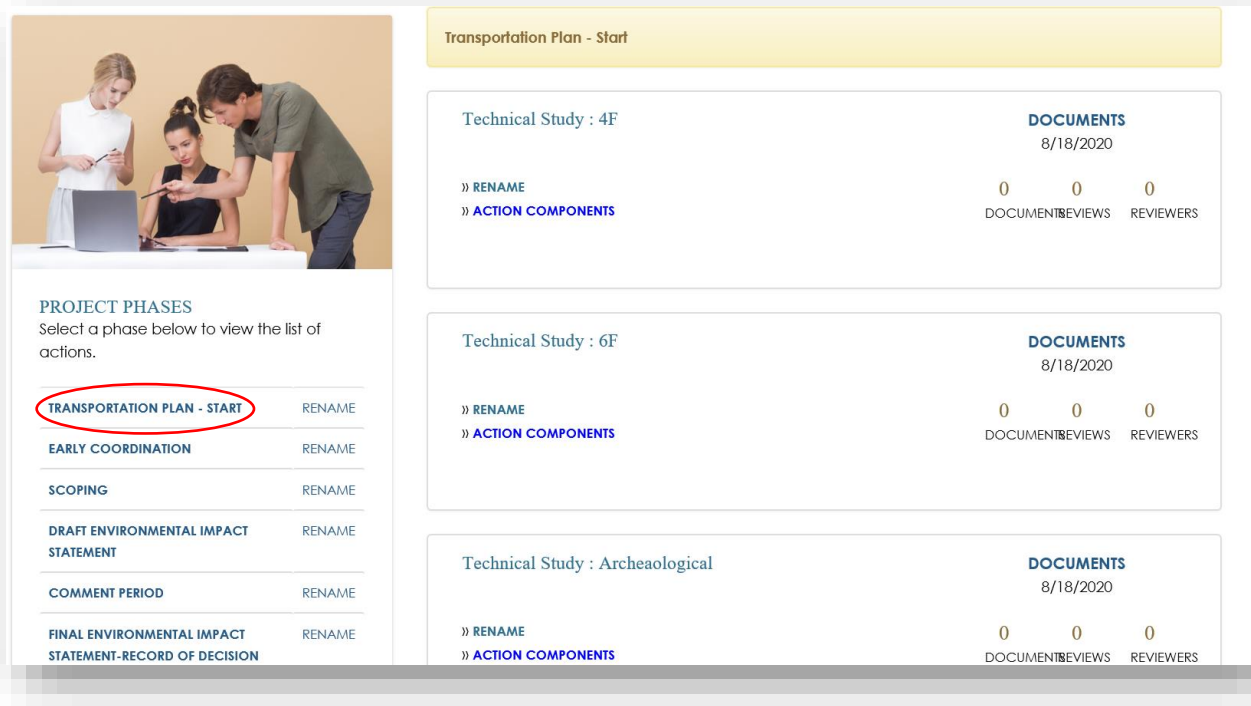 PROJECT PHASES
Select a phase below to view the list of
actions.
TRANSPORTATION PLAN - START RENAME
EARLY COORDINATION RENAME
SCOPING RENAME
DRAFT ENVIRONMENTAL IMPACT RENAME
STATEMENT
COMMENT PERIOD RENAME
FINAL ENVIRONMENTAL IMPACT RENAME
STATEMENT-RECORD OF DECISION
Transportation Plan - Start
Technical Study : 4F
DOCUMENTS
8/18/2020
» RENAME
» ACTION COMPONENTS
0 0 0
DOCUMENTS REVIEWS REVIEWERS
Technical Study : 6F
DOCUMENTS
8/18/2020
» RENAME
» ACTION COMPONENTS
0 0 0
DOCUMENTS REVIEWS REVIEWERS
Technical Study : Archeaological
DOCUMENTS
8/18/2020
» RENAME
» ACTION COMPONENTS
0 0 0
DOCUMENTS REVIEWS REVIEWERS